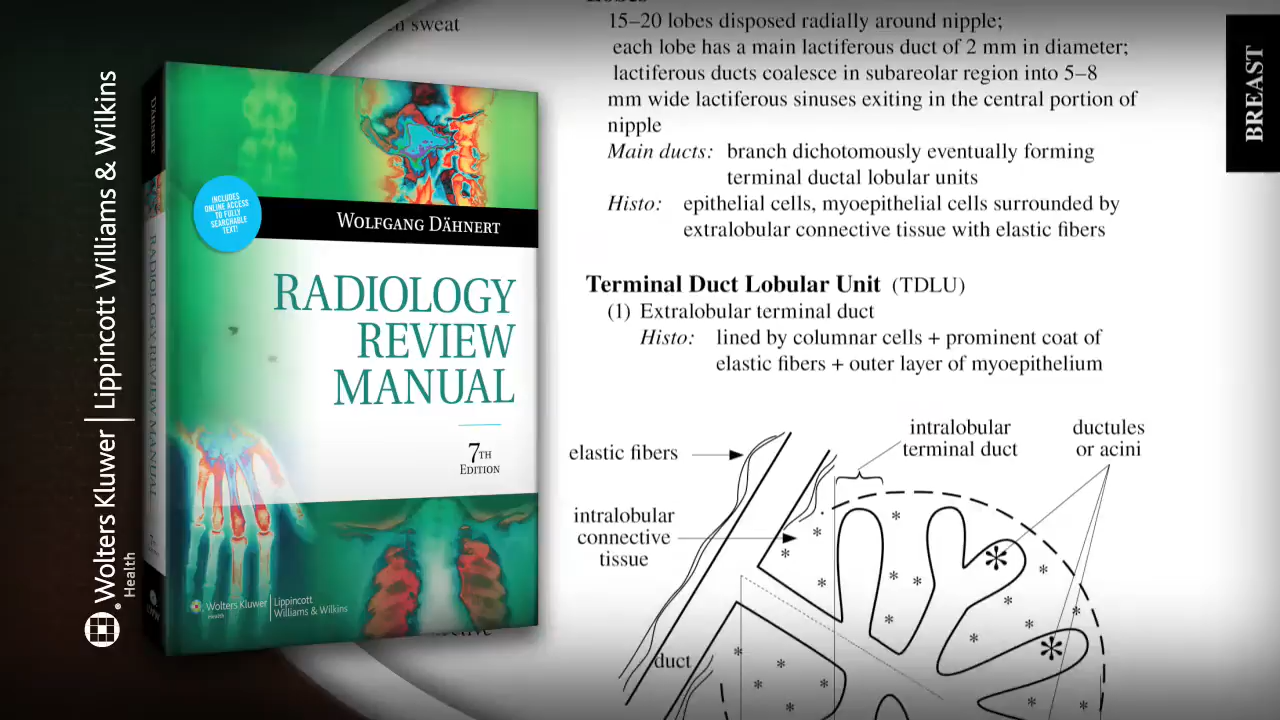 Wolters Kluwer | Lippincott Williams & Wilkins
Health
DÄHNERT
RADIOLOGY REVIEW MANUAL
INCLUDES
ONLINE ACCESS
TO FULLY
SEARCHABLE
TEXT!
WOLFGANG DÄHNERT
RADIOLOGY
REVIEW
MANUAL
7TH
EDITION
Wolters Kluwer | Lippincott
Health
Williams & Wilkins
sweat
15–20 lobes disposed radially around nipple;
each lobe has a main lactiferous duct of 2 mm in diameter;
lactiferous ducts coalesce in subareolar region into 5–8
mm wide lactiferous sinuses exiting in the central portion of
nipple
Main ducts: branch dichotomously eventually forming
terminal ductal lobular units
Histo: epithelial cells, myoepithelial cells surrounded by
extralobular connective tissue with elastic fibers
Terminal Duct Lobular Unit (TDLU)
(1) Extralobular terminal duct
Histo: lined by columnar cells + prominent coat of
elastic fibers + outer layer of myoepithelium
intralobular
terminal duct
ductules
or acini
elastic fibers
intralobular
connective
tissue
duct
BREAST